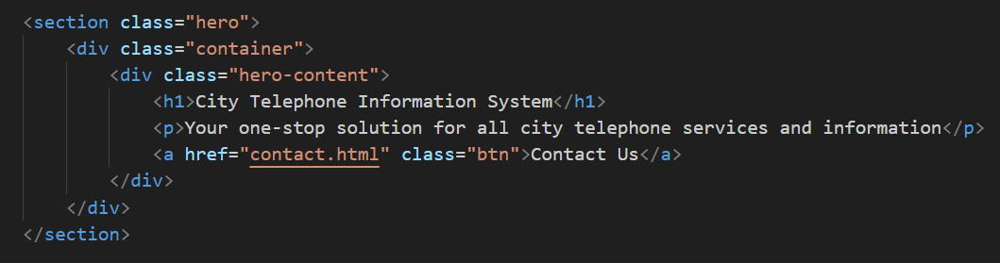 <section class="hero">
<div class="container">
<div class="hero-content">
<h1>City Telephone Information System</h1>
<p>Your one-stop solution for all city telephone services and information</p>
<a href="contact.html" class="btn">Contact Us</a>
</div>
</div>
</section>